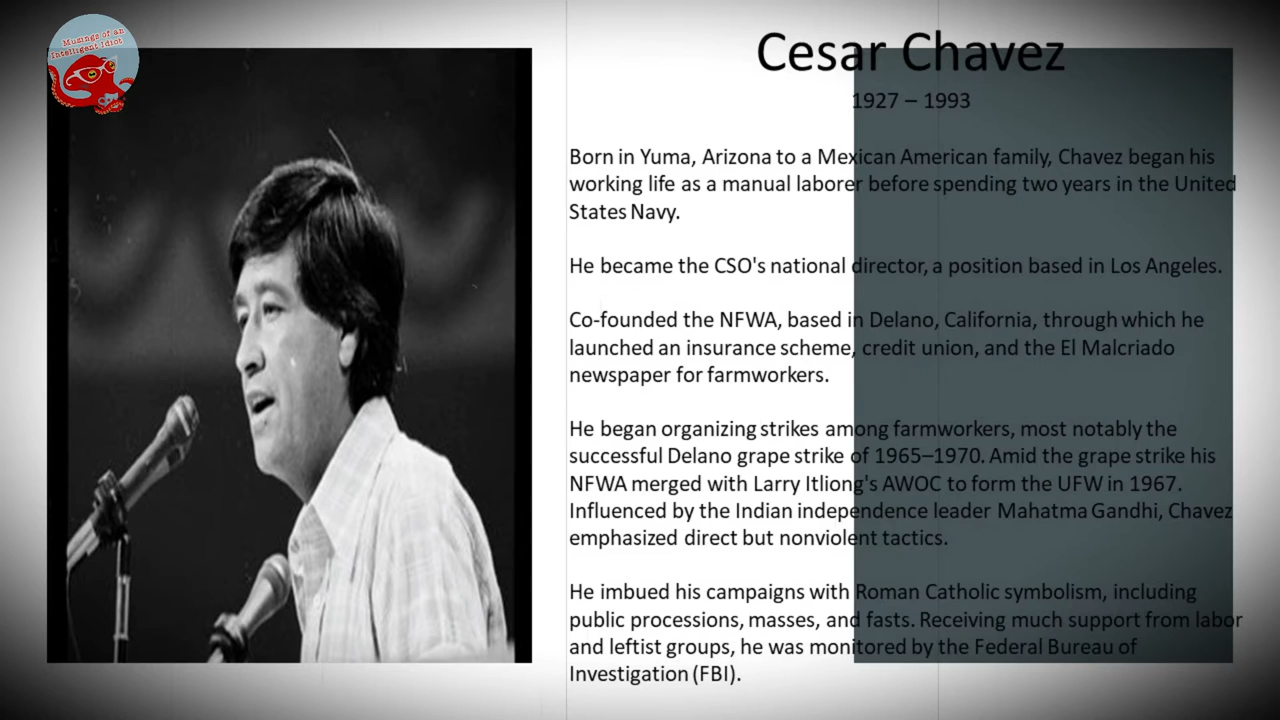 Musings of an
Intelligent Idiot
Cesar Chavez
1927 – 1993
Born in Yuma, Arizona to a Mexican American family, Chavez began his
working life as a manual laborer before spending two years in the United
States Navy.
He became the CSO's national director, a position based in Los Angeles.
Co-founded the NFWA, based in Delano, California, through which he
launched an insurance scheme, credit union, and the El Malcriado
newspaper for farmworkers.
He began organizing strikes among farmworkers, most notably the
successful Delano grape strike of 1965–1970. Amid the grape strike his
NFWA merged with Larry Itliong's AWOC to form the UFW in 1967.
Influenced by the Indian independence leader Mahatma Gandhi, Chavez
emphasized direct but nonviolent tactics.
He imbued his campaigns with Roman Catholic symbolism, including
public processions, masses, and fasts. Receiving much support from labor
and leftist groups, he was monitored by the Federal Bureau of
Investigation (FBI).